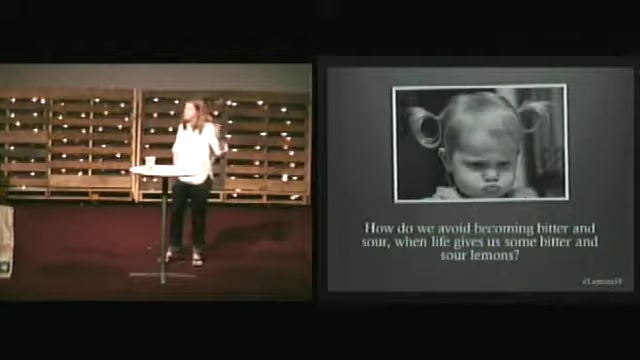 How do we avoid becoming bitter and
sour, when life gives us some bitter and
sour lemons?